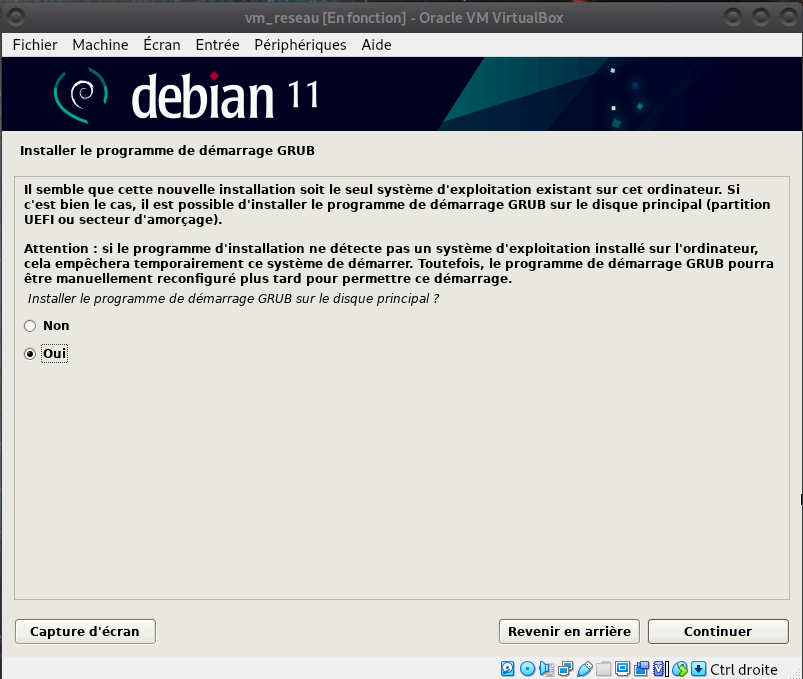 vm_reseau [En fonction] - Oracle VM VirtualBox
Fichier Machine Écran Entrée Périphériques Aide
debian 11
Installer le programme de démarrage GRUB
Il semble que cette nouvelle installation soit le seul système d'exploitation existant sur cet ordinateur. Si
c'est bien le cas, il est possible d'installer le programme de démarrage GRUB sur le disque principal (partition
UEFI ou secteur d'amorçage).
Attention : si le programme d'installation ne détecte pas un système d'exploitation installé sur l'ordinateur,
cela empêchera temporairement ce système de démarrer. Toutefois, le programme de démarrage GRUB pourra
être manuellement reconfiguré plus tard pour permettre ce démarrage.
Installer le programme de démarrage GRUB sur le disque principal ?
Non
Oui
Capture d'écran Revenir en arrière Continuer
Ctrl droite